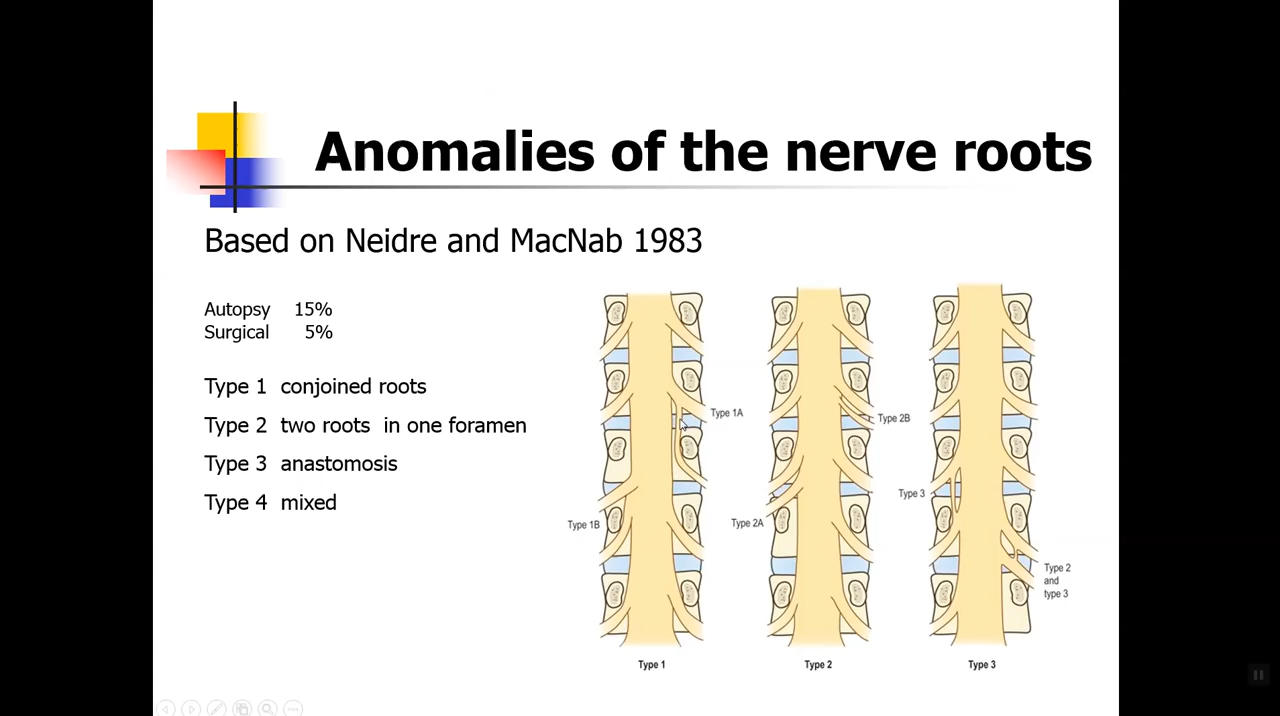 Anomalies of the nerve roots
Based on Neidre and MacNab 1983
Autopsy 15%
Surgical 5%
Type 1 conjoined roots
Type 2 two roots in one foramen
Type 3 anastomosis
Type 4 mixed
Type 1A
Type 1B
Type 1
Type 2B
Type 2A
Type 2
Type 3
Type 2
and
type 3
Type 3